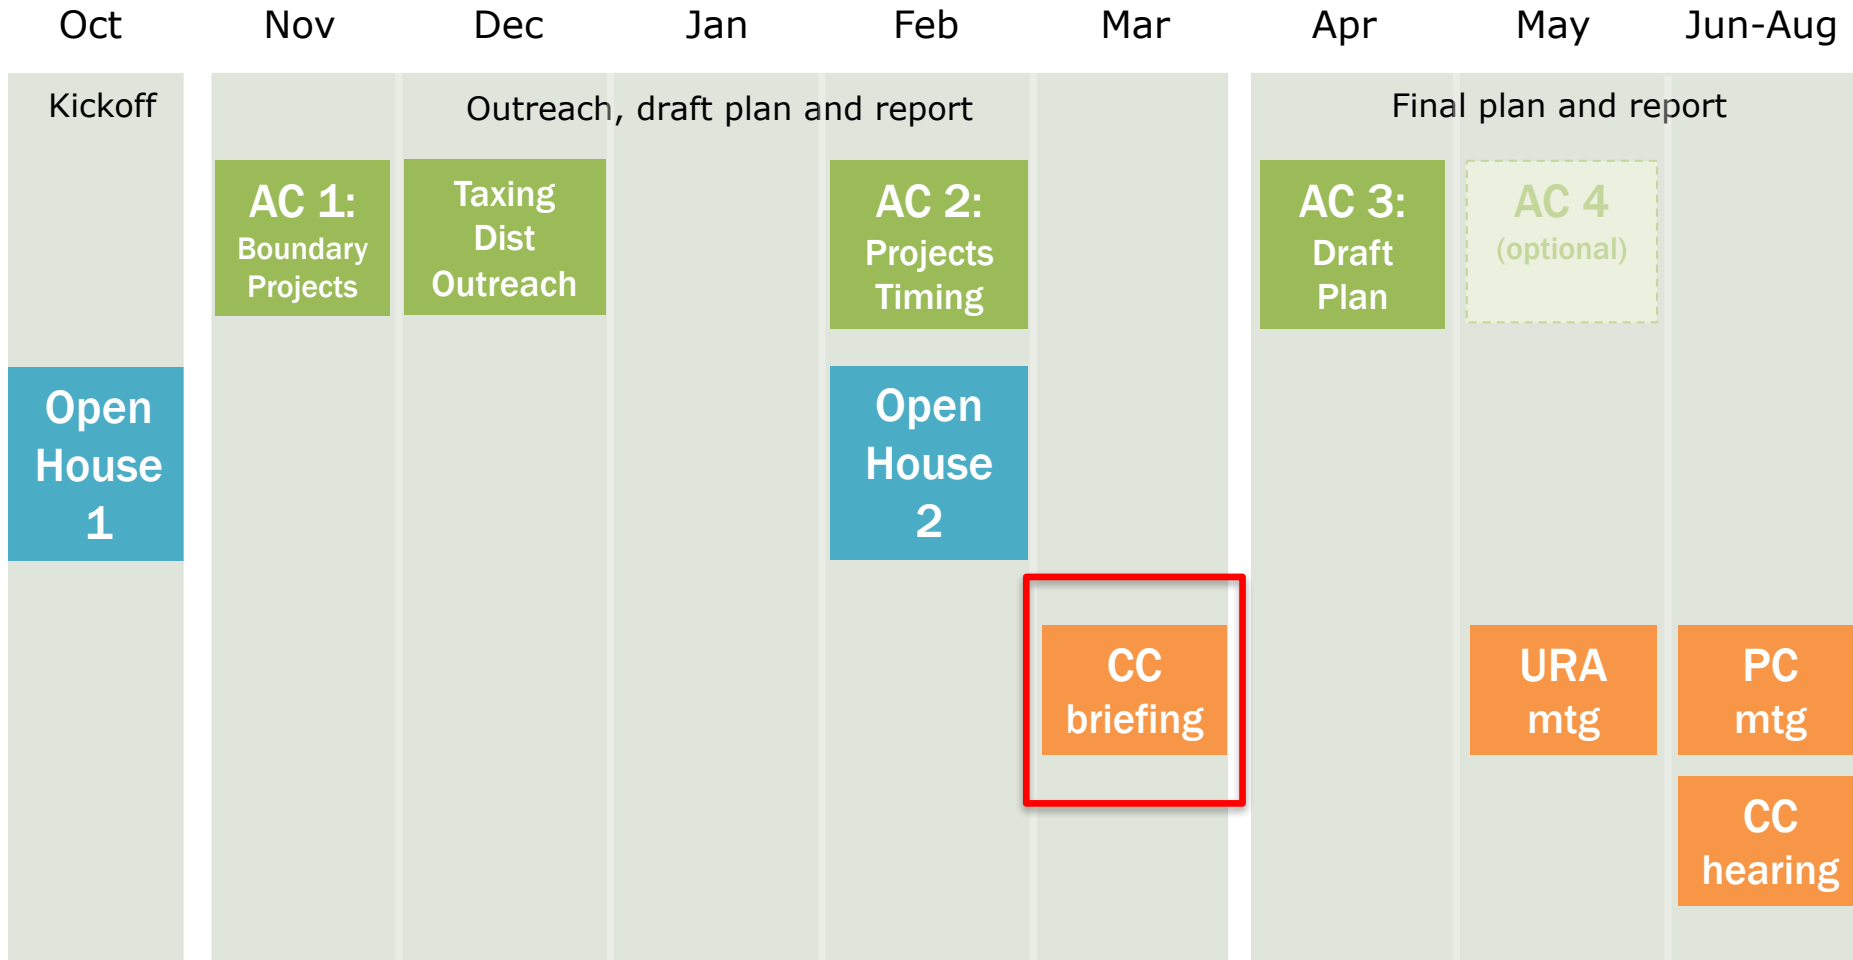 Oct Nov Dec Jan Feb Mar Apr May Jun-Aug
Kickoff Outreach, draft plan and report Final plan and report
AC 1:
Boundary
Projects
Taxing
Dist
Outreach
AC 2:
Projects
Timing
AC 3:
Draft
Plan
AC 4
(optional)
Open
House
1
Open
House
2
CC
briefing
URA
mtg
PC
mtg
CC
hearing